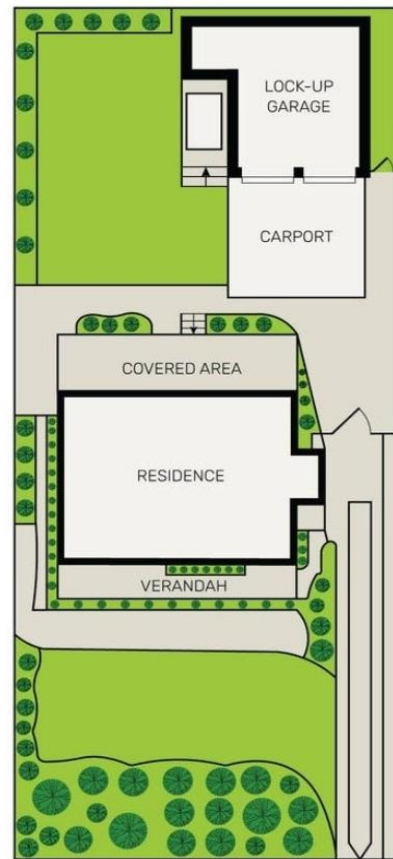 LOCK-UP
GARAGE
CARPORT
COVERED AREA
RESIDENCE
VERANDAH